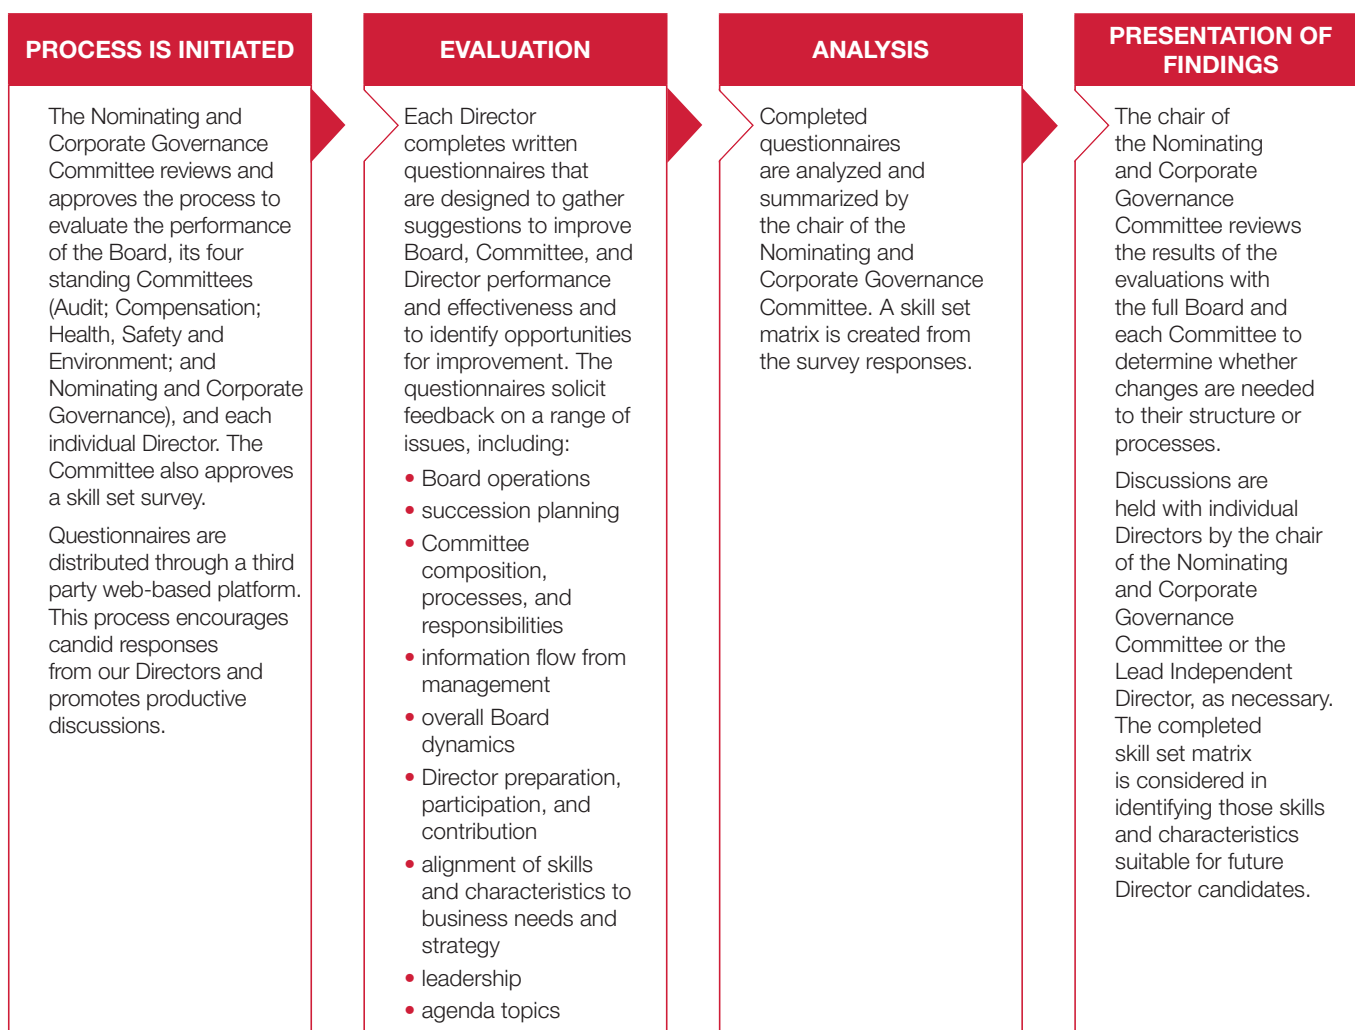 PROCESS IS INITIATED
The Nominating and
Corporate Governance
Committee reviews and
approves the process to
evaluate the performance
of the Board, its four
standing Committees
(Audit; Compensation;
Health, Safety and
Environment; and
Nominating and Corporate
Governance), and each
individual Director. The
Committee also approves
a skill set survey.
Questionnaires are
distributed through a third
party web-based platform.
This process encourages
candid responses
from our Directors and
promotes productive
discussions.
EVALUATION
Each Director
completes written
questionnaires that
are designed to gather
suggestions to improve
Board, Committee, and
Director performance
and effectiveness and
to identify opportunities
for improvement. The
questionnaires solicit
feedback on a range of
issues, including:
• Board operations
• succession planning
• Committee
composition,
processes, and
responsibilities
• information flow from
management
• overall Board
dynamics
• Director preparation,
participation, and
contribution
• alignment of skills
and characteristics to
business needs and
strategy
• leadership
• agenda topics
ANALYSIS
Completed
questionnaires
are analyzed and
summarized by
the chair of the
Nominating and
Corporate Governance
Committee. A skill set
matrix is created from
the survey responses.
PRESENTATION OF
FINDINGS
The chair of
the Nominating
and Corporate
Governance
Committee reviews
the results of the
evaluations with
the full Board and
each Committee to
determine whether
changes are needed
to their structure or
processes.
Discussions are
held with individual
Directors by the chair
of the Nominating
and Corporate
Governance
Committee or the
Lead Independent
Director, as necessary.
The completed
skill set matrix
is considered in
identifying those skills
and characteristics
suitable for future
Director candidates.